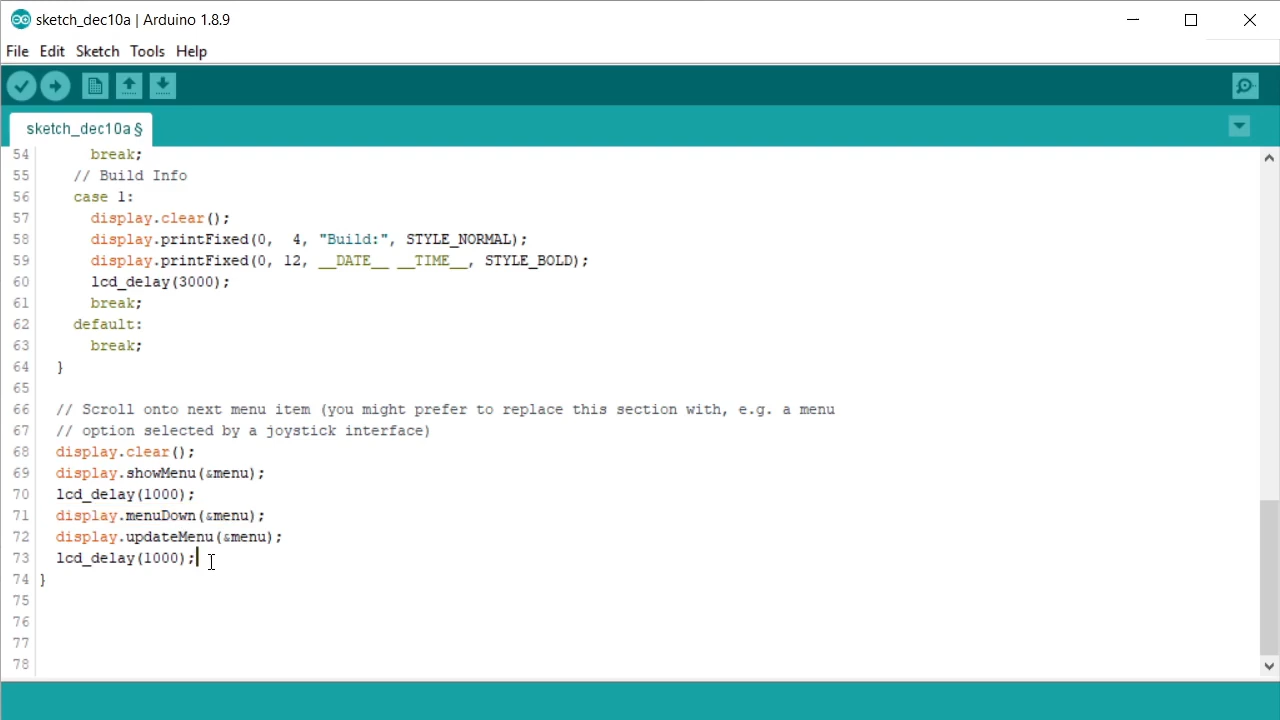 sketch_dec10a | Arduino 1.8.9
File Edit Sketch Tools Help
sketch_dec10a §
54 break;
55 // Build Info
56 case 1:
57 display.clear();
58 display.printFixed(0,  4, "Build:", STYLE_NORMAL);
59 display.printFixed(0, 12, __DATE__ __TIME__, STYLE_BOLD);
60 lcd_delay(3000);
61 break;
62 default:
63 break;
64 }
65
66 // Scroll onto next menu item (you might prefer to replace this section with, e.g. a menu
67 // option selected by a joystick interface)
68 display.clear();
69 display.showMenu(&menu);
70 lcd_delay(1000);
71 display.menuDown(&menu);
72 display.updateMenu(&menu);
73 lcd_delay(1000);
74 }
75
76
77
78